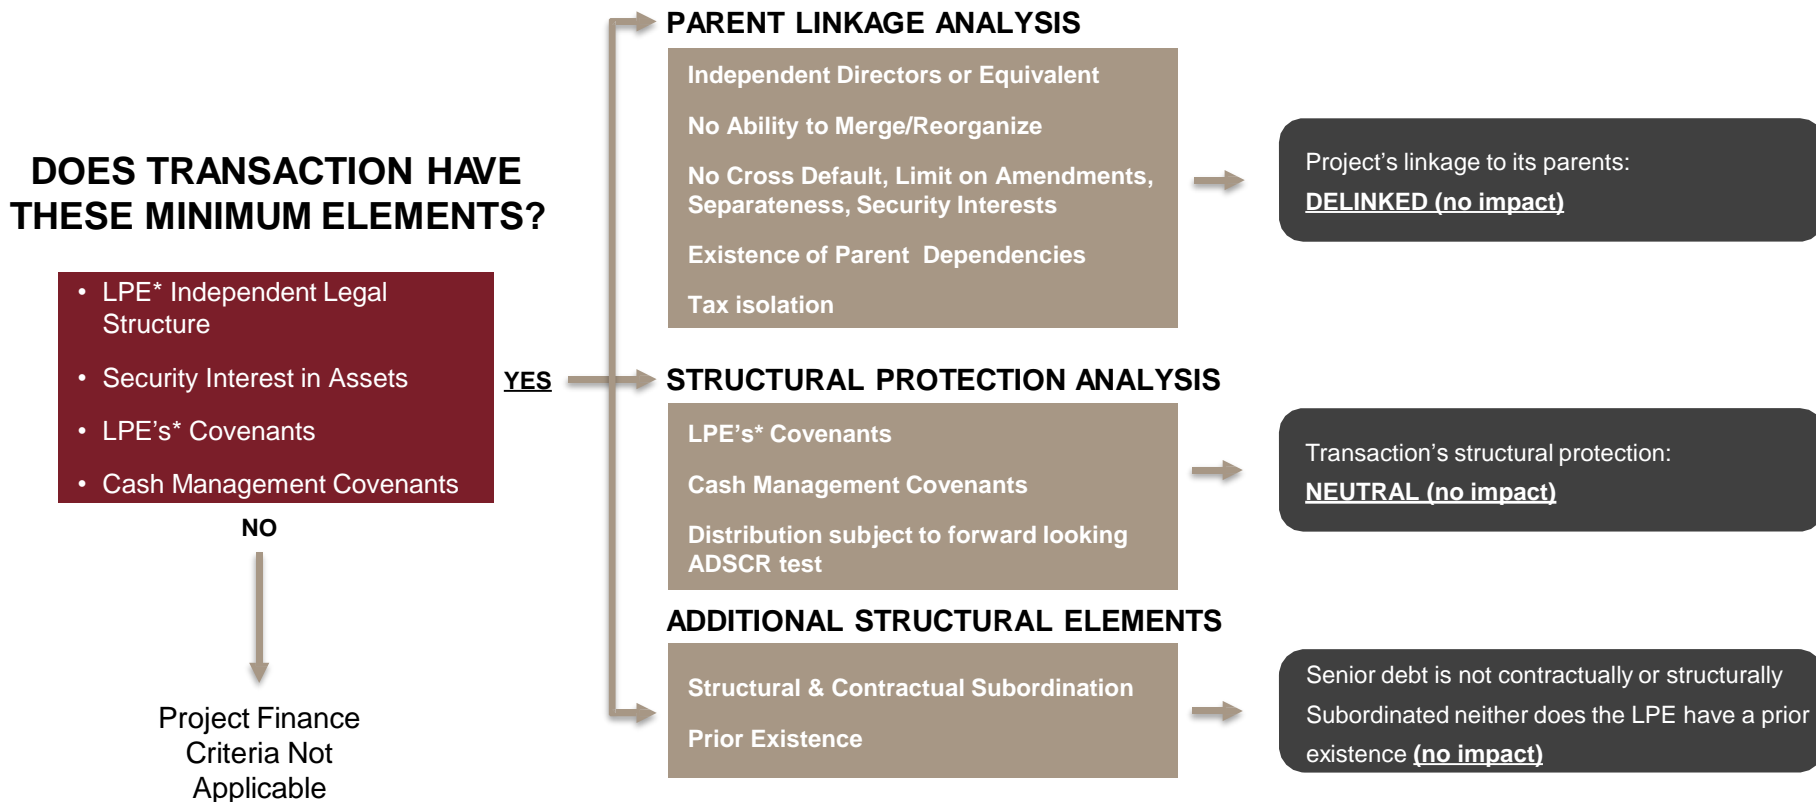 DOES TRANSACTION HAVE
THESE MINIMUM ELEMENTS?
• LPE* Independent Legal
Structure
• Security Interest in Assets
• LPE's* Covenants
• Cash Management Covenants
YES
NO
Project Finance
Criteria Not
Applicable
PARENT LINKAGE ANALYSIS
Independent Directors or Equivalent
No Ability to Merge/Reorganize
No Cross Default, Limit on Amendments,
Separateness, Security Interests
Existence of Parent Dependencies
Tax isolation
Project's linkage to its parents:
DELINKED (no impact)
STRUCTURAL PROTECTION ANALYSIS
LPE's* Covenants
Cash Management Covenants
Distribution subject to forward looking
ADSCR test
Transaction's structural protection:
NEUTRAL (no impact)
ADDITIONAL STRUCTURAL ELEMENTS
Structural & Contractual Subordination
Prior Existence
Senior debt is not contractually or structurally
Subordinated neither does the LPE have a prior
existence (no impact)